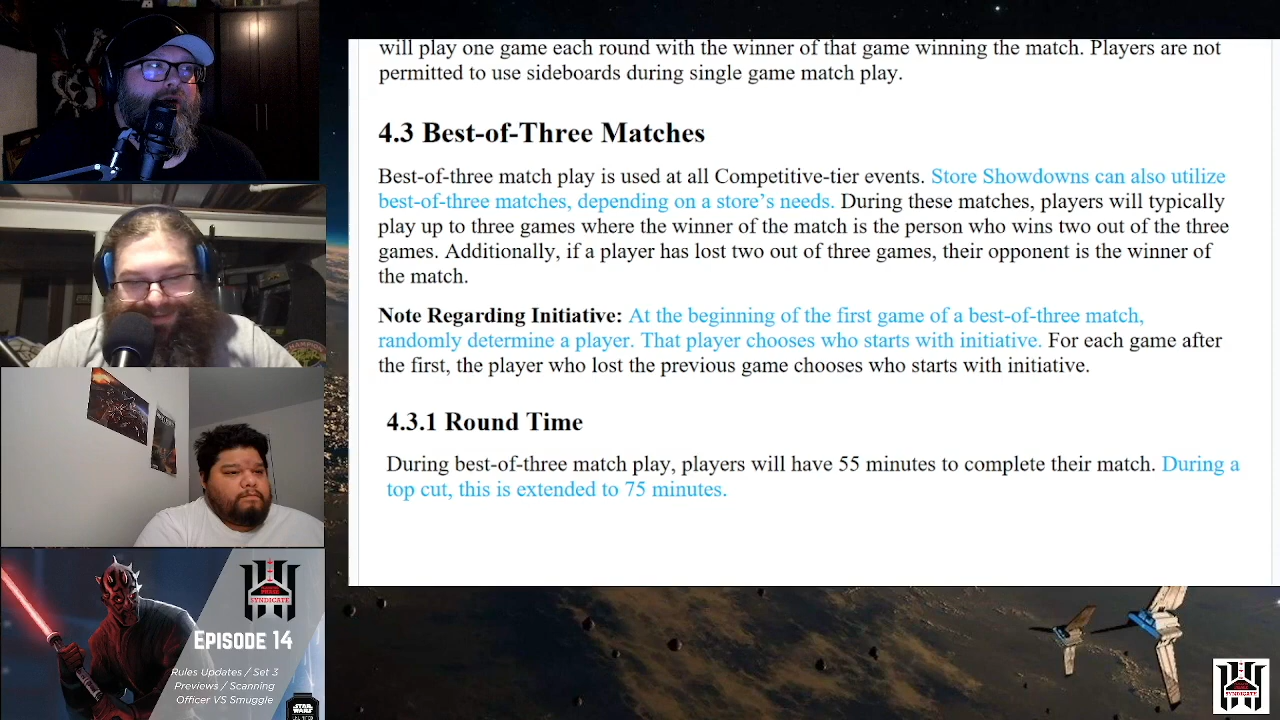 will play one game each round with the winner of that game winning the match. Players are not
permitted to use sideboards during single game match play.
4.3 Best-of-Three Matches
Best-of-three match play is used at all Competitive-tier events. Store Showdowns can also utilize
best-of-three matches, depending on a store’s needs. During these matches, players will typically
play up to three games where the winner of the match is the person who wins two out of the three
games. Additionally, if a player has lost two out of three games, their opponent is the winner of
the match.
Note Regarding Initiative: At the beginning of the first game of a best-of-three match,
randomly determine a player. That player chooses who starts with initiative. For each game after
the first, the player who lost the previous game chooses who starts with initiative.
4.3.1 Round Time
During best-of-three match play, players will have 55 minutes to complete their match. During a
top cut, this is extended to 75 minutes.
SYNDICATE
Episode 14
Rules Updates / Set 3
Previews / Scanning
Officer VS Smuggle
STAR